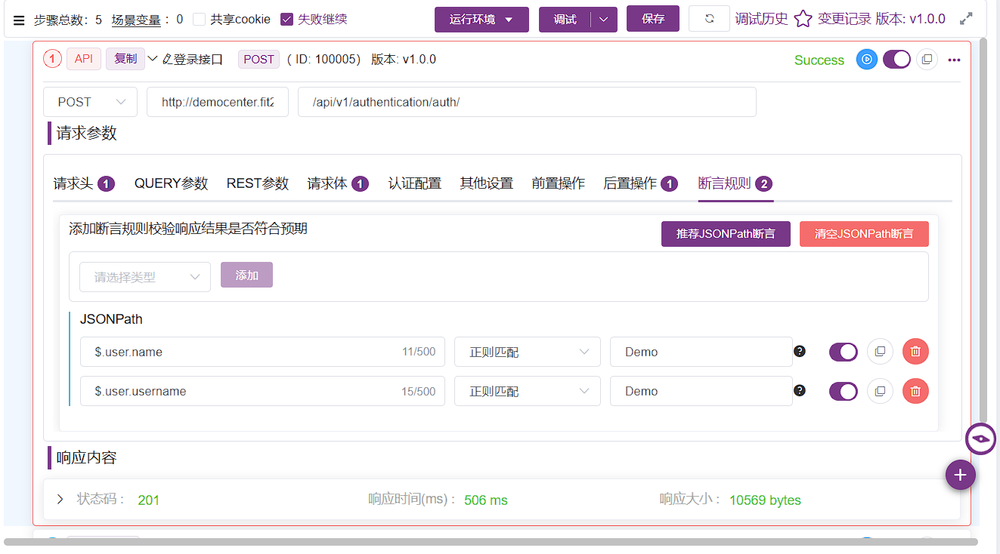 步骤总数：5 场景变量：0 共享cookie 失败继续 运行环境 调试 保存 调试历史 变更记录 版本: v1.0.0
1 API 复制 登录接口 POST ( ID: 100005) 版本: v1.0.0 Success
POST http://democenter.fit2 /api/v1/authentication/auth/
请求参数
请求头 1 QUERY参数 REST参数 请求体 1 认证配置 其他设置 前置操作 后置操作 1 断言规则 2
添加断言规则校验响应结果是否符合预期 推荐JSONPath断言 清空JSONPath断言
请选择类型 添加
JSONPath
$.user.name 11/500 正则匹配 Demo ?
$.user.username 15/500 正则匹配 Demo ?
响应内容
状态码： 201 响应时间(ms)： 506 ms 响应大小： 10569 bytes